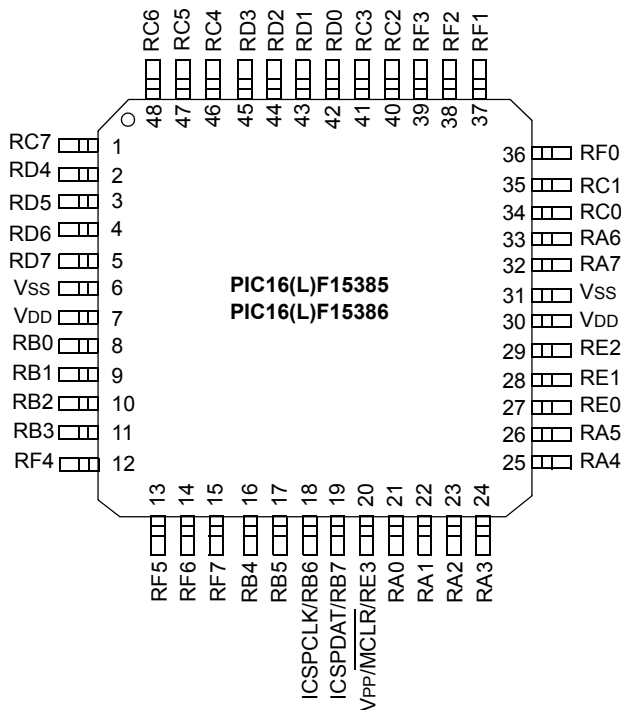 RC6
RC5
RC4
RD3
RD2
RD1
RD0
RC3
RC2
RF3
RF2
RF1
48
47
46
45
44
43
42
41
40
39
38
37
RC7 1
RD4 2
RD5 3
RD6 4
RD7 5
VSS 6
VDD 7
RB0 8
RB1 9
RB2 10
RB3 11
RF4 12
PIC16(L)F15385
PIC16(L)F15386
36 RF0
35 RC1
34 RC0
33 RA6
32 RA7
31 VSS
30 VDD
29 RE2
28 RE1
27 RE0
26 RA5
25 RA4
13
14
15
16
17
18
19
20
21
22
23
24
RF5
RF6
RF7
RB4
RB5
ICSPCLK/RB6
ICSPDAT/RB7
VPP/MCLR/RE3
RA0
RA1
RA2
RA3